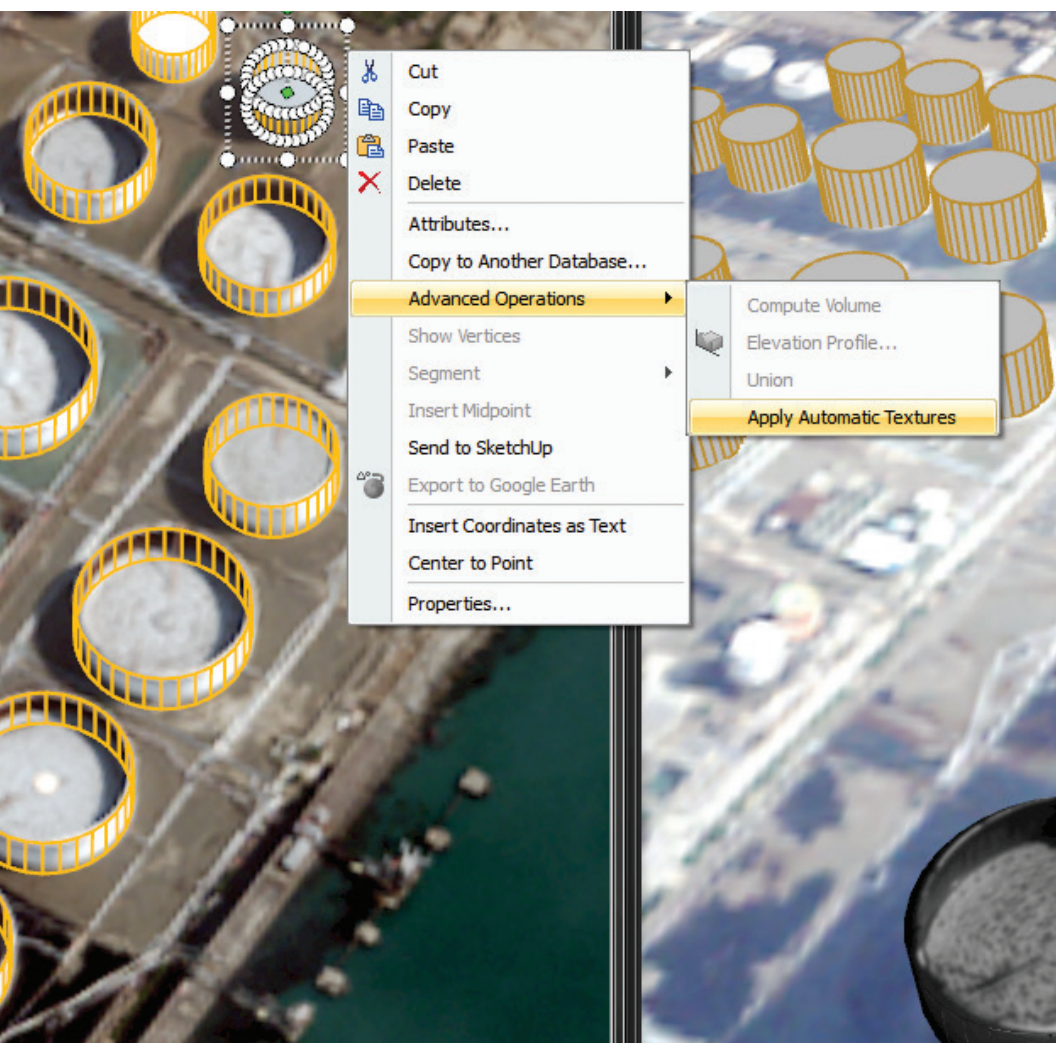 Cut
Copy
Paste
Delete
Attributes...
Copy to Another Database...
Advanced Operations
Show Vertices
Segment
Insert Midpoint
Send to SketchUp
Export to Google Earth
Insert Coordinates as Text
Center to Point
Properties...
Compute Volume
Elevation Profile...
Union
Apply Automatic Textures